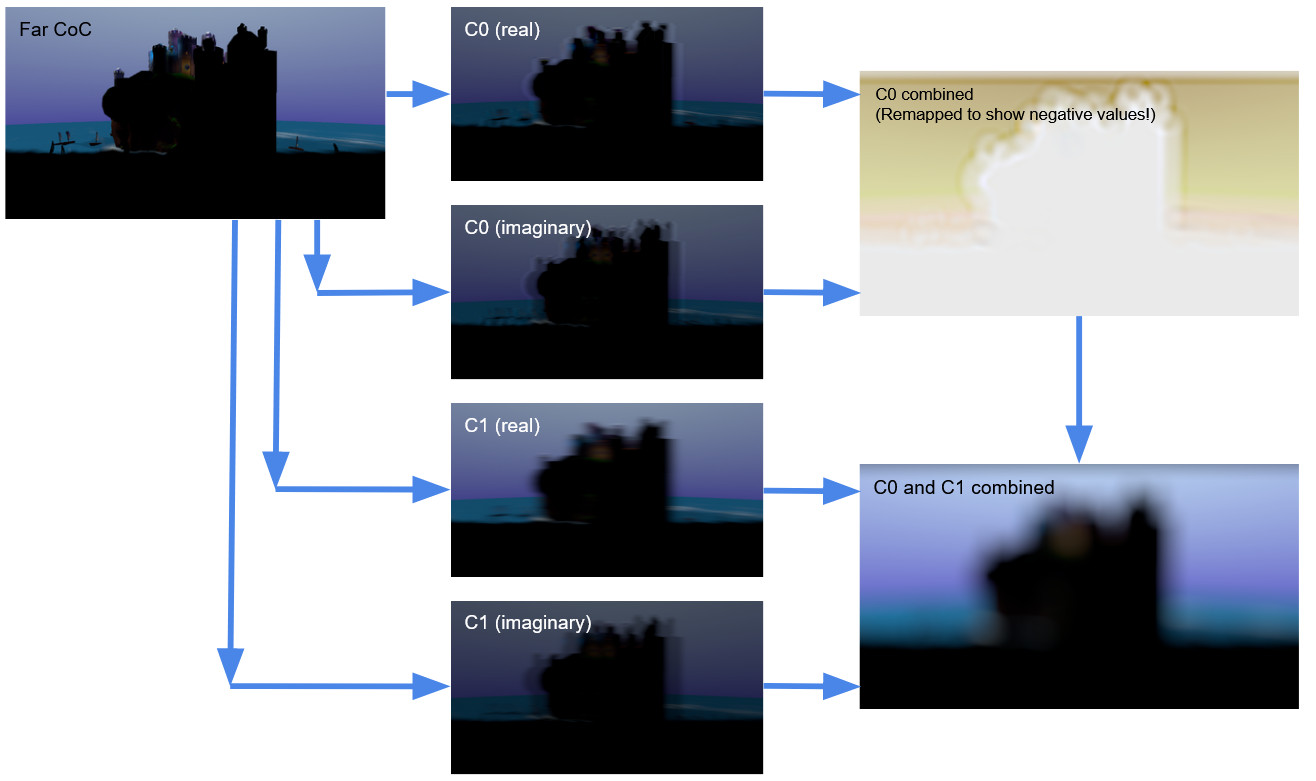 Far CoC
C0 (real)
C0 (imaginary)
C1 (real)
C1 (imaginary)
C0 combined
(Remapped to show negative values!)
C0 and C1 combined